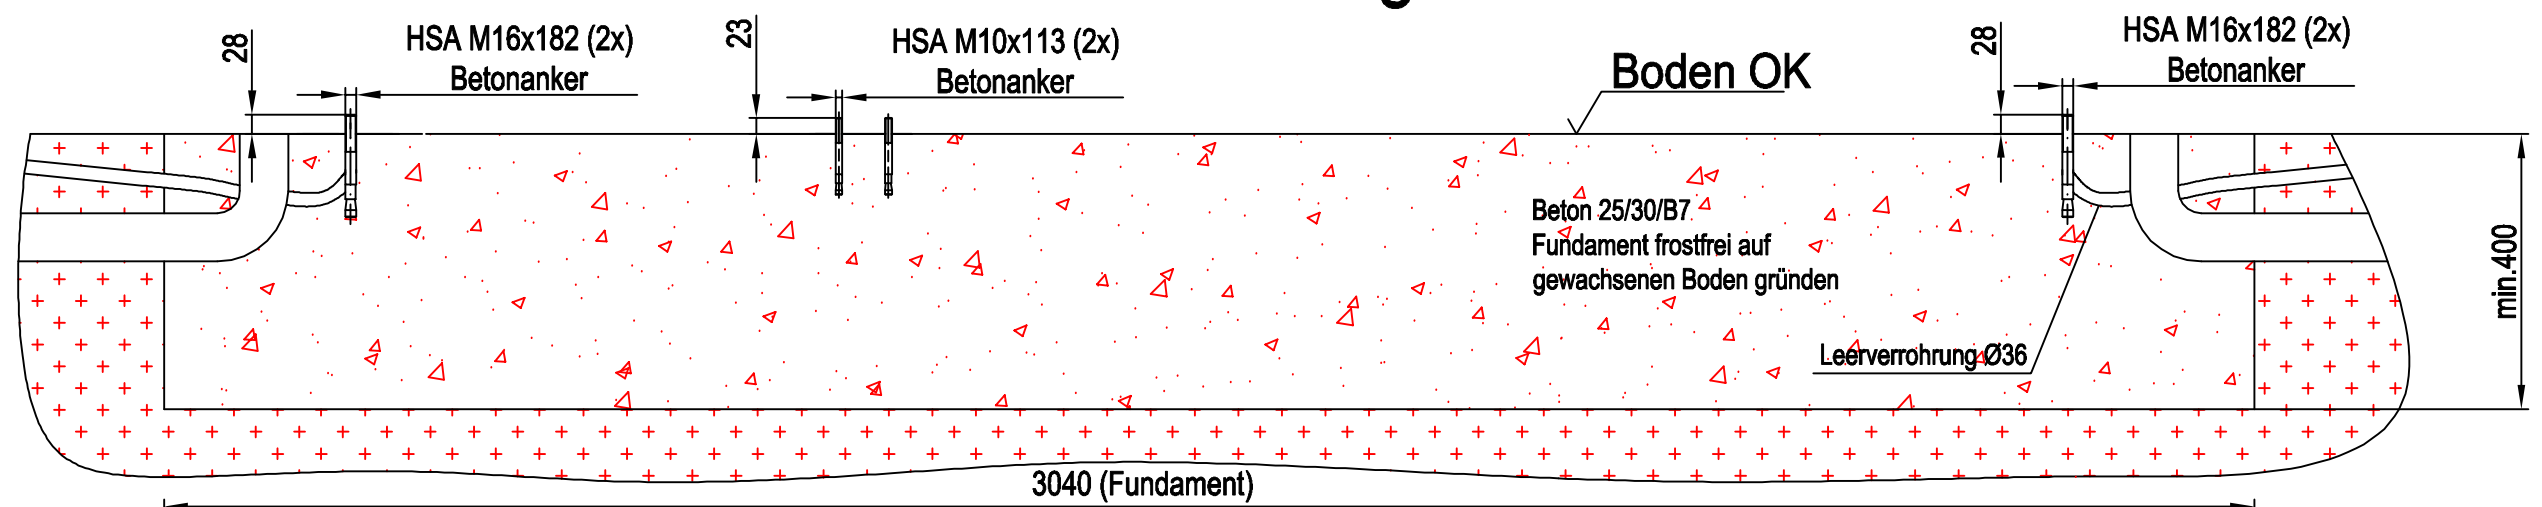 28
HSA M16x182 (2x)
Betonanker
23
HSA M10x113 (2x)
Betonanker
Boden OK
28
HSA M16x182 (2x)
Betonanker
Beton 25/30/B7
Fundament frostfrei auf
gewachsenen Boden gründen
min.400
Leerverrohrung Ø36
3040 (Fundament)